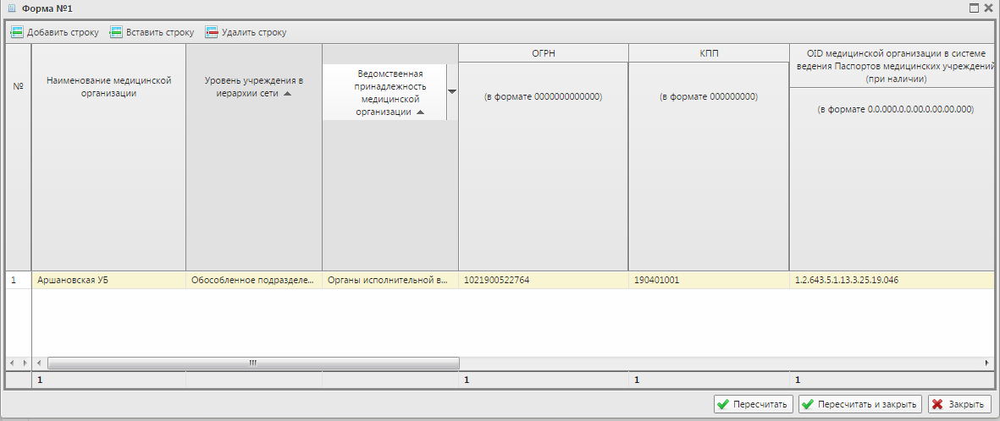 Форма №1
Добавить строку Вставить строку Удалить строку
№
Наименование медицинской
организации
Уровень учреждения в
иерархии сети
Ведомственная
принадлежность
медицинской
организации
ОГРН
(в формате 0000000000000)
КПП
(в формате 000000000)
OID медицинской организации в системе
ведения Паспортов медицинских учреждений
(при наличии)
(в формате 0.0.000.0.0.00.0.00.00.000)
1 Аршановская УБ Обособленное подразделе... Органы исполнительной в... 1021900522764 190401001 1.2.643.5.1.13.3.25.19.046
1 1 1 1
Пересчитать Пересчитать и закрыть Закрыть